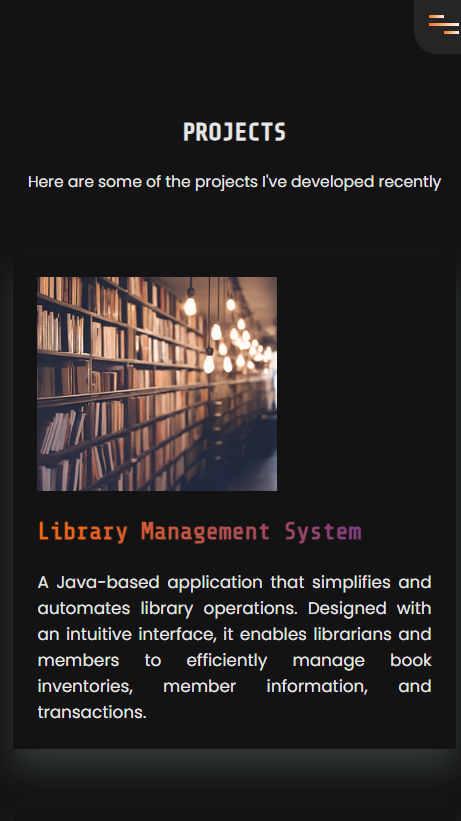 PROJECTS
Here are some of the projects I've developed recently
Library Management System
A Java-based application that simplifies and
automates library operations. Designed with
an intuitive interface, it enables librarians and
members to efficiently manage book
inventories, member information, and
transactions.